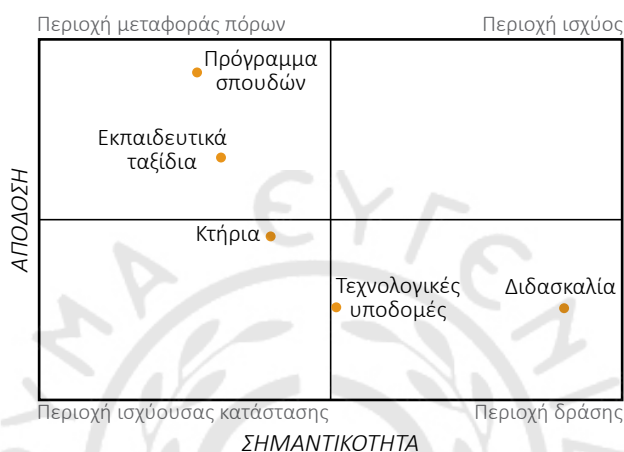 Περιοχή μεταφοράς πόρων
Περιοχή ισχύος
Πρόγραμμα
σπουδών
Εκπαιδευτικά
ταξίδια
ΑΠΟΔΟΣΗ
Κτήρια
Τεχνολογικές
υποδομές
Διδασκαλία
Περιοχή ισχύουσας κατάστασης
Περιοχή δράσης
ΣΗΜΑΝΤΙΚΟΤΗΤΑ